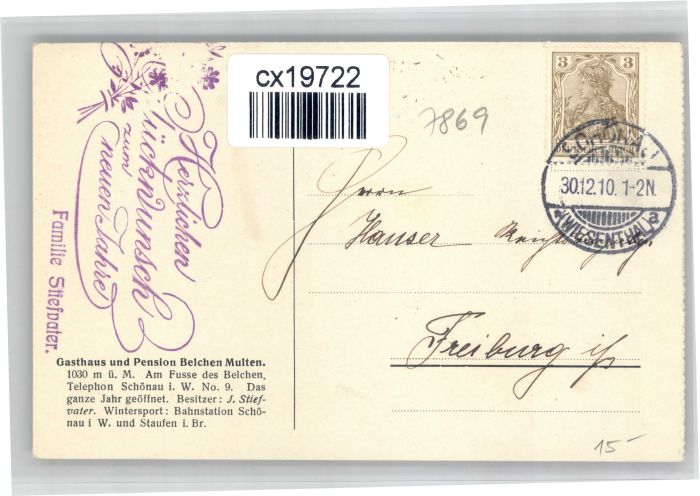 Herzlichen
Glückwunsch
zum
neuen Jahre
Familie Stiefvater.
Gasthaus und Pension Belchen Multen.
1030 m ü. M. Am Fusse des Belchen.
Telephon Schönau i. W. No. 9. Das
ganze Jahr geöffnet. Besitzer: J. Stief-
vater. Wintersport: Bahnstation Schö-
nau i W. und Staufen i. Br.
cx19722
7869
3 3
SCHÖNAU
30.12.10. 1-2N.
(WIESENTHAL) a
Herrn
Hauser
Freiburg i/
15-